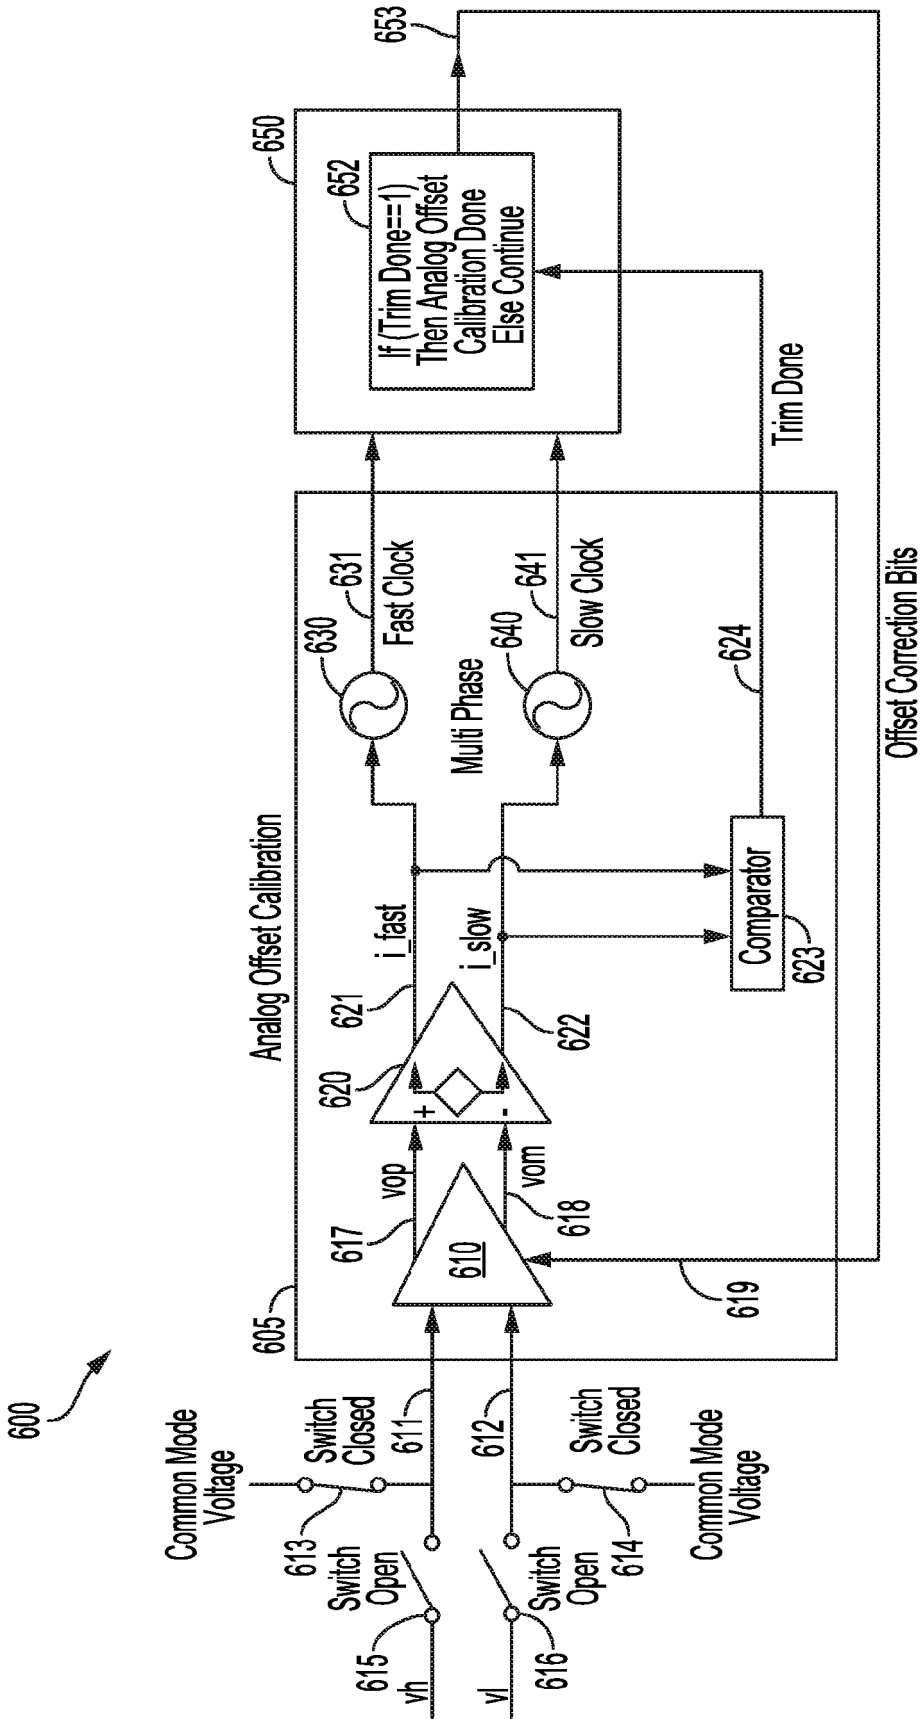 600
Common Mode
Voltage
613
Switch
Closed
Switch
Open
615
vh
611
vl
616
Switch
Open
612
Switch
Closed
614
Common Mode
Voltage
Analog Offset Calibration
605
610
617
vop
vom
618
619
620
+
-
621
i_fast
i_slow
622
Comparator
623
624
Trim Done
630
631
Fast Clock
Multi Phase
640
641
Slow Clock
650
652
If (Trim Done==1)
Then Analog Offset
Calibration Done
Else Continue
653
Offset Correction Bits